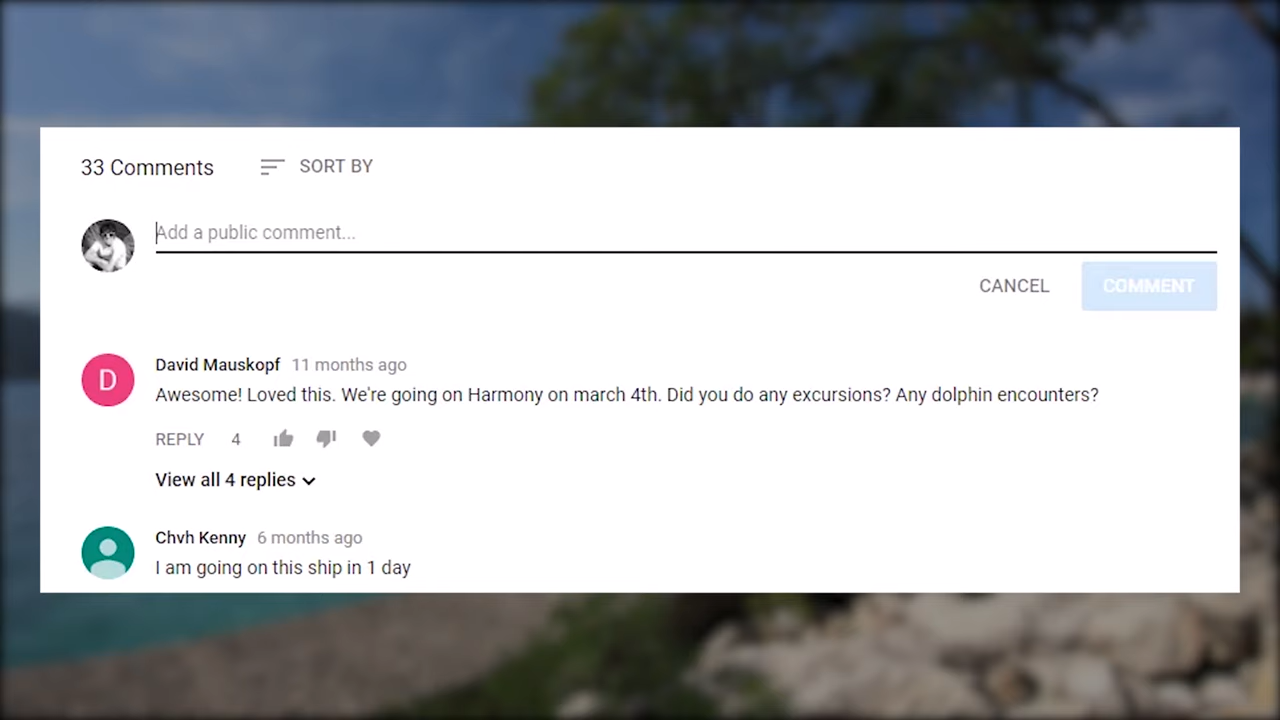 33 Comments SORT BY
Add a public comment...
CANCEL COMMENT
D
David Mauskopf 11 months ago
Awesome! Loved this. We're going on Harmony on march 4th. Did you do any excursions? Any dolphin encounters?
REPLY 4
View all 4 replies
Chvh Kenny 6 months ago
I am going on this ship in 1 day